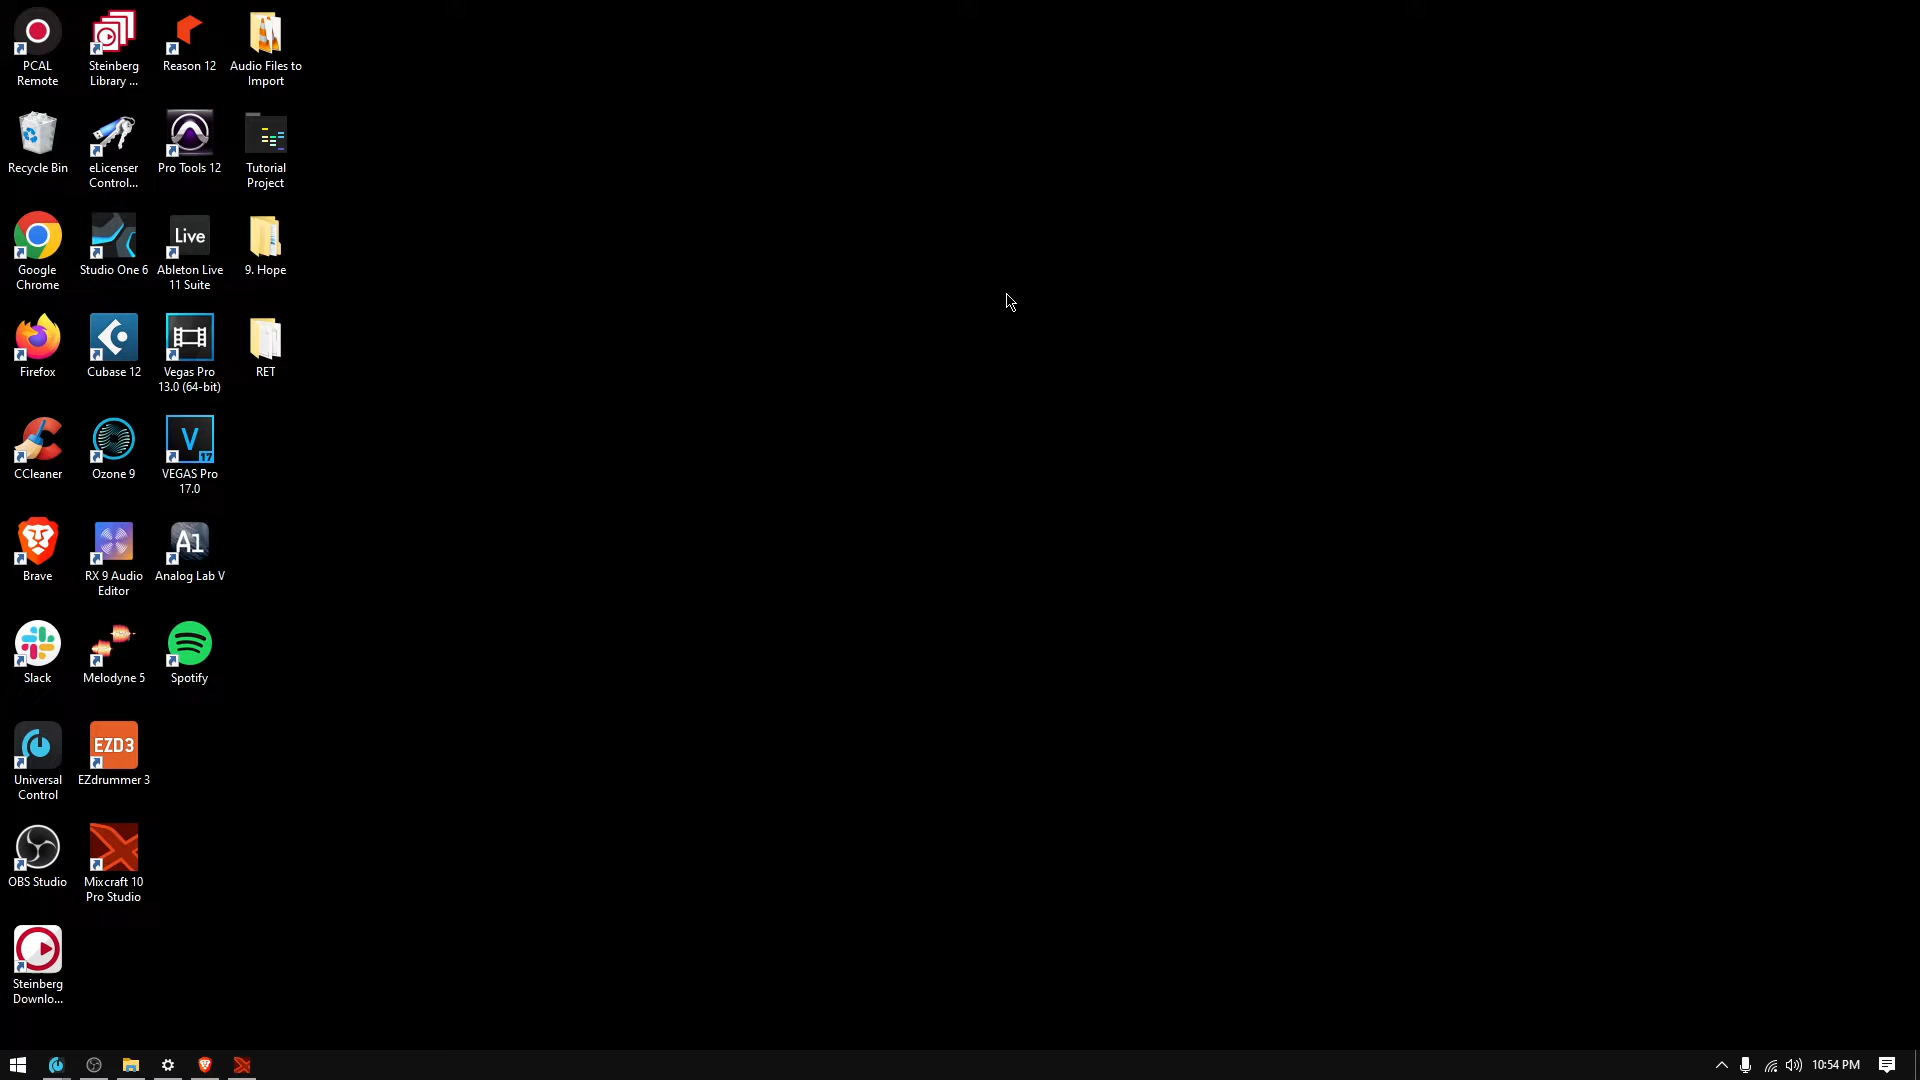 PCAL
Remote
Steinberg
Library ...
Reason 12
Audio Files to
Import
Recycle Bin
eLicenser
Control...
Pro Tools 12
Tutorial
Project
Google
Chrome
Studio One 6
Live
Ableton Live
11 Suite
9. Hope
Firefox
Cubase 12
Vegas Pro
13.0 (64-bit)
RET
CCleaner
Ozone 9
V
17
VEGAS Pro
17.0
Brave
RX 9 Audio
Editor
A1
Analog Lab V
Slack
Melodyne 5
Spotify
Universal
Control
EZD3
EZdrummer 3
OBS Studio
Mixcraft 10
Pro Studio
Steinberg
Downlo...
10:54 PM